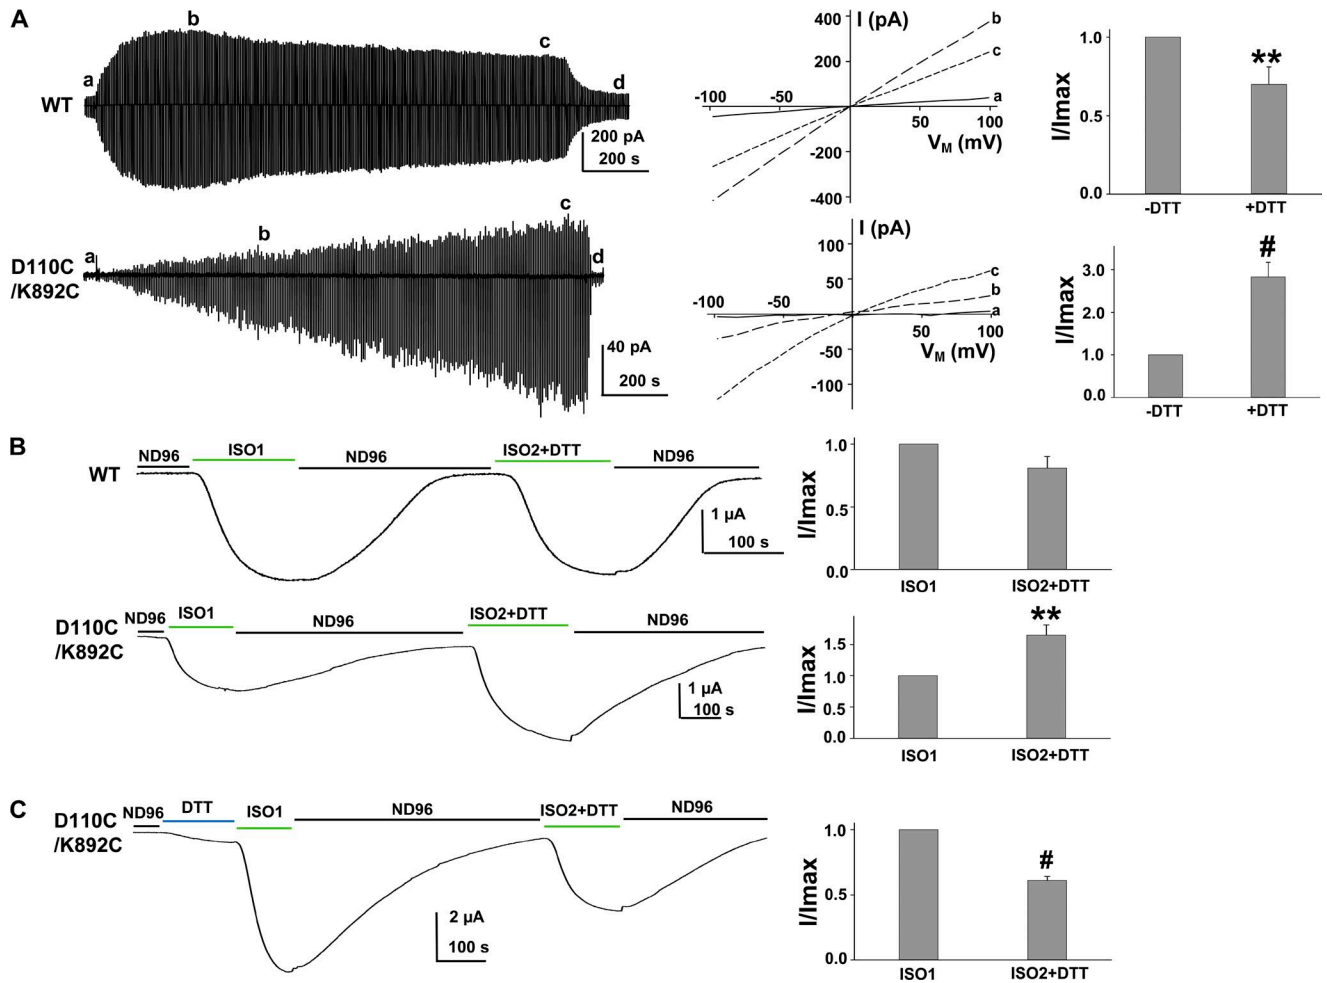 A
WT
a
b
c
d
200 pA
200 s
I (pA)
400
200
-200
-400
-100
-50
50
100
VM (mV)
b
c
a
I/Imax
1.0
0.5
0.0
**
-DTT
+DTT
D110C
/K892C
a
b
c
d
40 pA
200 s
I (pA)
100
50
-50
-100
-100
-50
50
100
VM (mV)
c
b
a
I/Imax
3.0
2.0
1.0
0.0
#
-DTT
+DTT
B
WT
ND96
ISO1
ND96
ISO2+DTT
ND96
1 µA
100 s
I/Imax
1.0
0.5
0.0
ISO1
ISO2+DTT
D110C
/K892C
ND96
ISO1
ND96
ISO2+DTT
ND96
1 µA
100 s
I/Imax
1.5
1.0
0.5
0.0
**
ISO1
ISO2+DTT
C
D110C
/K892C
ND96
DTT
ISO1
ND96
ISO2+DTT
ND96
2 µA
100 s
I/Imax
1.0
0.5
0.0
#
ISO1
ISO2+DTT